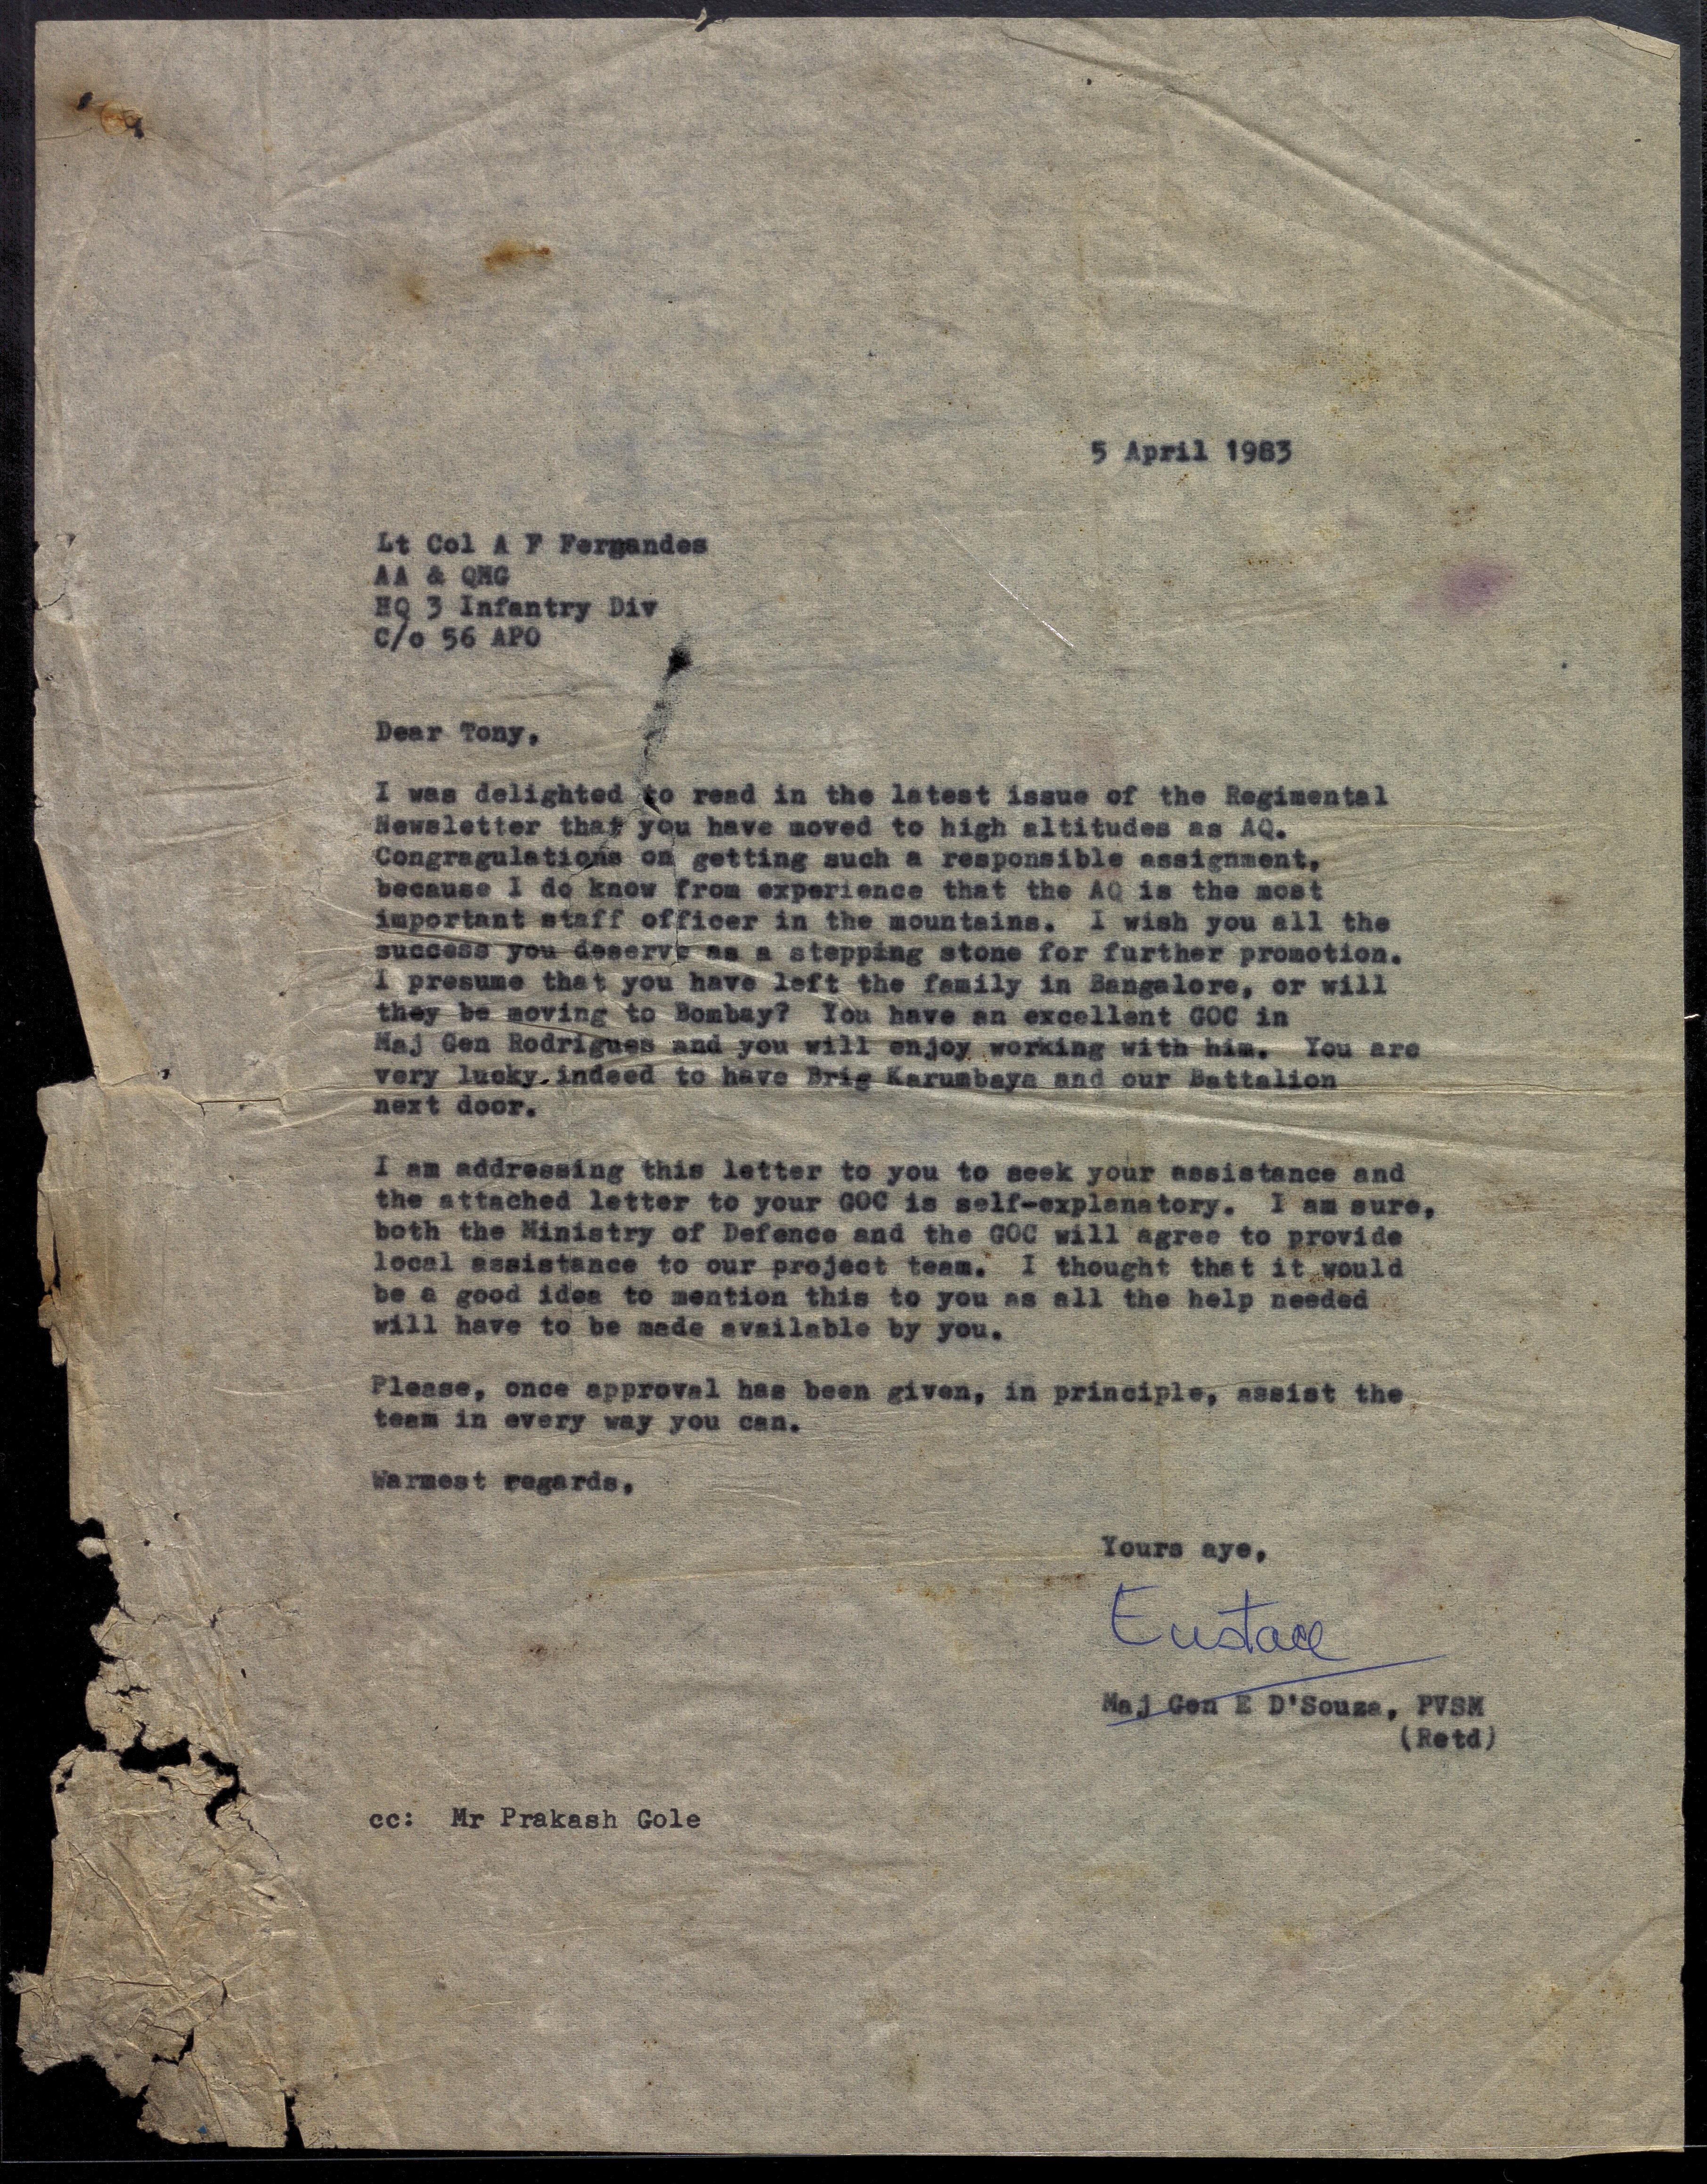 5 April 1983
Lt Col A F Fernandes
AA & QMG
HQ 3 Infantry Div
C/o 56 APO
Dear Tony,
I was delighted to read in the latest issue of the Regimental
Newsletter that you have moved to high altitudes as AQ.
Congragulations on getting such a responsible assignment,
because I do know from experience that the AQ is the most
important staff officer in the mountains. I wish you all the
success you deserve as a stepping stone for further promotion.
I presume that you have left the family in Bangalore, or will
they be moving to Bombay? You have an excellent GOC in
Maj Gen Rodrigues and you will enjoy working with him. You are
very lucky indeed to have Brig Karumbaya and our Battalion
next door.
I am addressing this letter to you to seek your assistance and
the attached letter to your GOC is self-explanatory. I am sure,
both the Ministry of Defence and the GOC will agree to provide
local assistance to our project team. I thought that it would
be a good idea to mention this to you as all the help needed
will have to be made available by you.
Please, once approval has been given, in principle, assist the
team in every way you can.
Warmest regards,
Yours aye,
Eustace
Maj Gen E D'Souza, PVSM
(Retd)
cc: Mr Prakash Gole